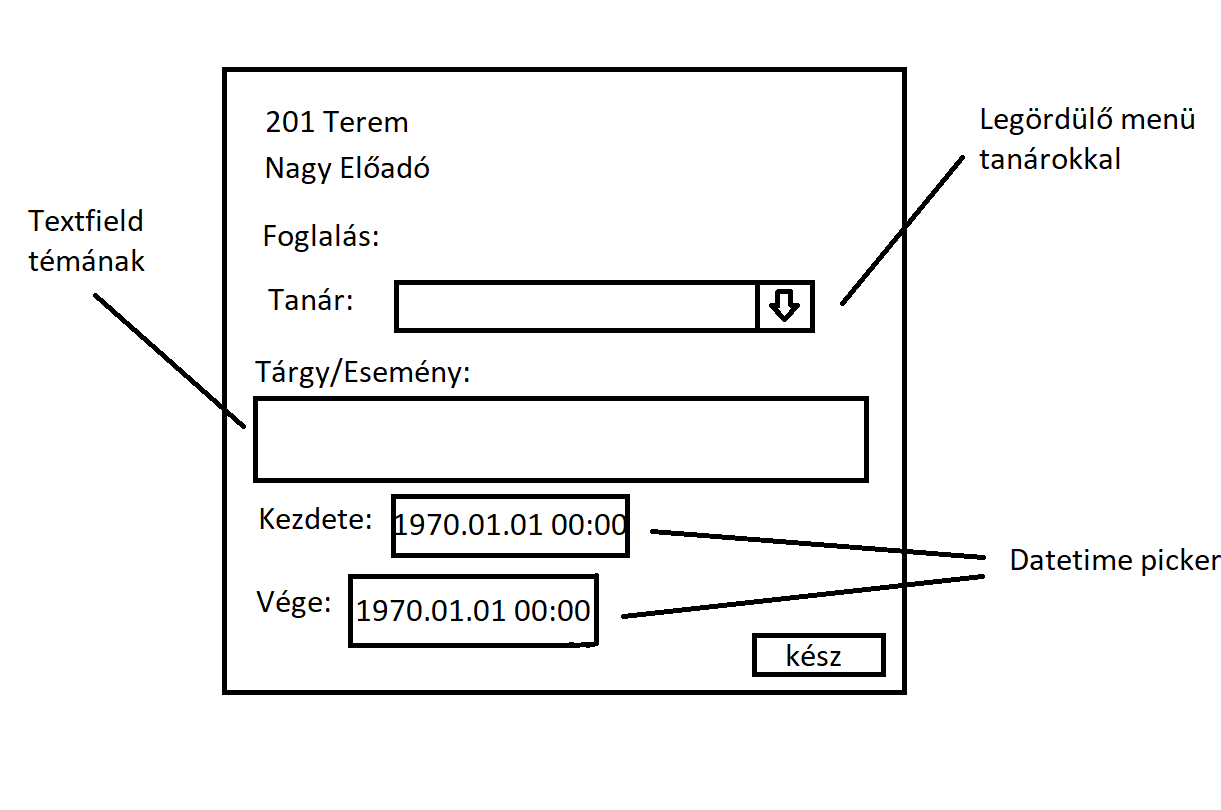 201 Terem
Nagy Előadó
Legördülő menü
tanárokkal
Textfield
témának
Foglalás:
Tanár:
Tárgy/Esemény:
Kezdete:
1970.01.01 00:00
Datetime picker
Vége:
1970.01.01 00:00
kész